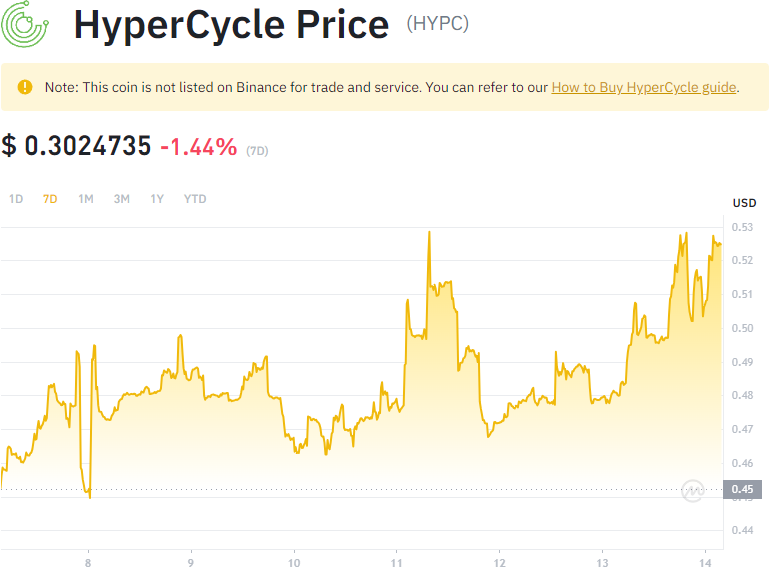 HyperCycle Price (HYPC)
Note: This coin is not listed on Binance for trade and service. You can refer to our How to Buy HyperCycle guide.
$ 0.3024735 -1.44% (7D)
1D 7D 1M 3M 1Y YTD
USD
0.53
0.52
0.51
0.50
0.49
0.48
0.47
0.46
0.45
0.44
8 9 10 11 12 13 14